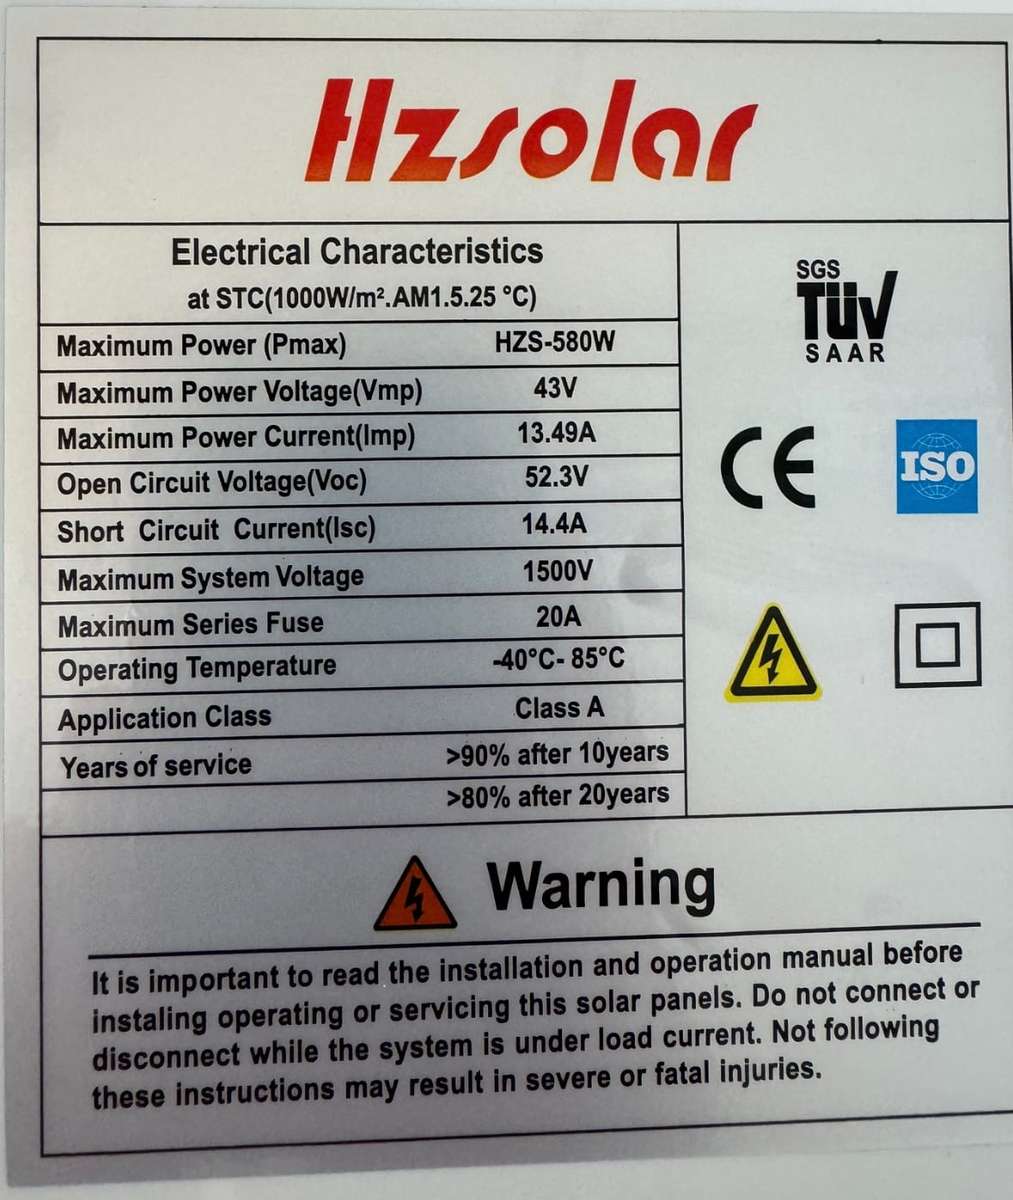 Hzsolar
Electrical Characteristics
at STC(1000W/m².AM1.5.25 °C)
Maximum Power (Pmax) HZS-580W
Maximum Power Voltage(Vmp) 43V
Maximum Power Current(Imp) 13.49A
Open Circuit Voltage(Voc) 52.3V
Short Circuit Current(Isc) 14.4A
Maximum System Voltage 1500V
Maximum Series Fuse 20A
Operating Temperature -40°C- 85°C
Application Class Class A
Years of service >90% after 10years
>80% after 20years
SGS
TÜV
SAAR
CE
ISO
Warning
It is important to read the installation and operation manual before
instaling operating or servicing this solar panels. Do not connect or
disconnect while the system is under load current. Not following
these instructions may result in severe or fatal injuries.